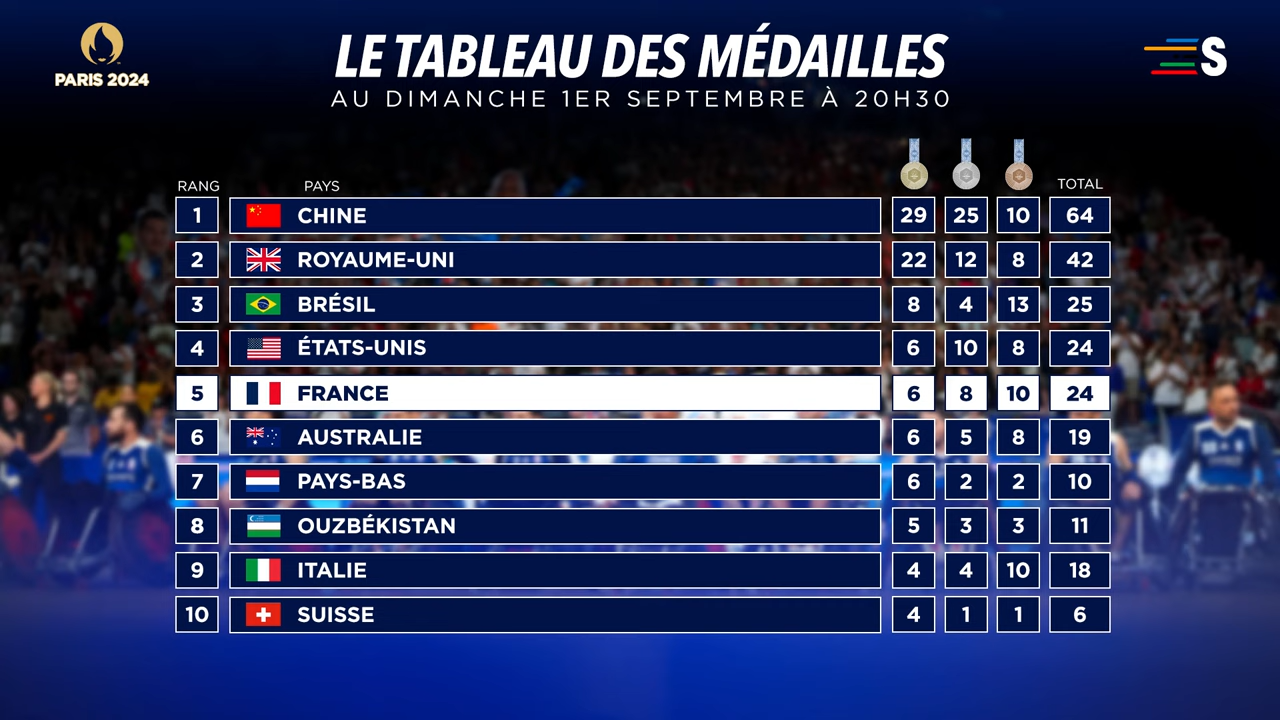 PARIS 2024
LE TABLEAU DES MÉDAILLES
S
AU DIMANCHE 1ER SEPTEMBRE À 20H30
RANG PAYS TOTAL
1 CHINE 29 25 10 64
2 ROYAUME-UNI 22 12 8 42
3 BRÉSIL 8 4 13 25
4 ÉTATS-UNIS 6 10 8 24
5 FRANCE 6 8 10 24
6 AUSTRALIE 6 5 8 19
7 PAYS-BAS 6 2 2 10
8 OUZBÉKISTAN 5 3 3 11
9 ITALIE 4 4 10 18
10 SUISSE 4 1 1 6